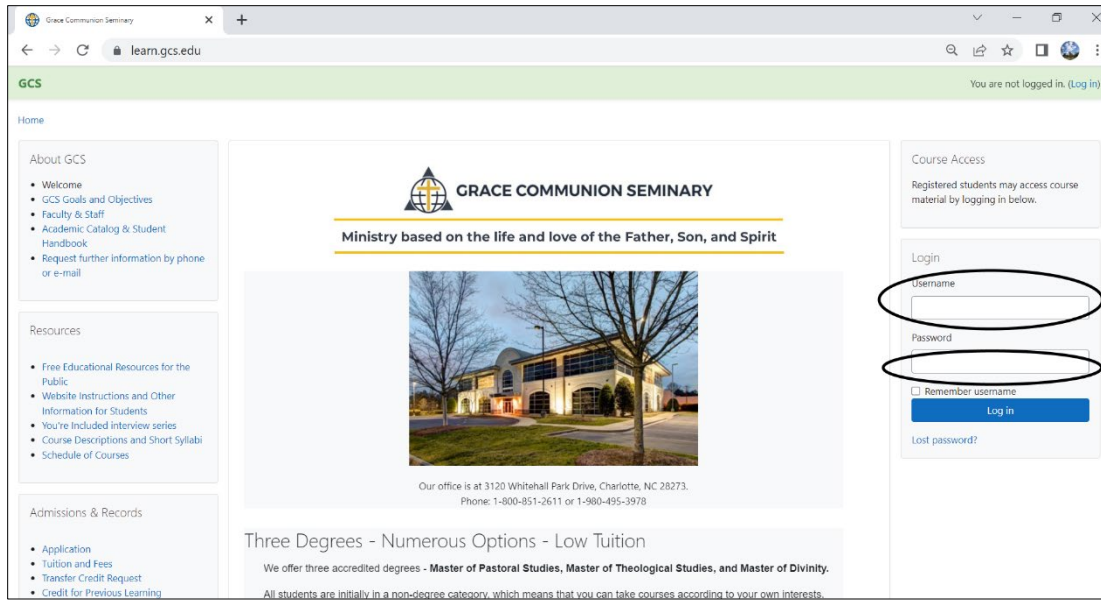 Grace Communion Seminary
learn.gcs.edu
GCS
You are not logged in. (Log in)
Home
About GCS
Welcome
GCS Goals and Objectives
Faculty & Staff
Academic Catalog & Student
Handbook
Request further information by phone
or e-mail
Resources
Free Educational Resources for the
Public
Website Instructions and Other
Information for Students
You're Included interview series
Course Descriptions and Short Syllabi
Schedule of Courses
Admissions & Records
Application
Tuition and Fees
Transfer Credit Request
Credit for Previous Learning
GRACE COMMUNION SEMINARY
Ministry based on the life and love of the Father, Son, and Spirit
Our office is at 3120 Whitehall Park Drive, Charlotte, NC 28273.
Phone: 1-800-851-2611 or 1-980-495-3978
Three Degrees - Numerous Options - Low Tuition
We offer three accredited degrees - Master of Pastoral Studies, Master of Theological Studies, and Master of Divinity.
All students are initially in a non-degree category, which means that you can take courses according to your own interests.
Course Access
Registered students may access course
material by logging in below.
Login
Username
Password
Remember username
Log in
Lost password?